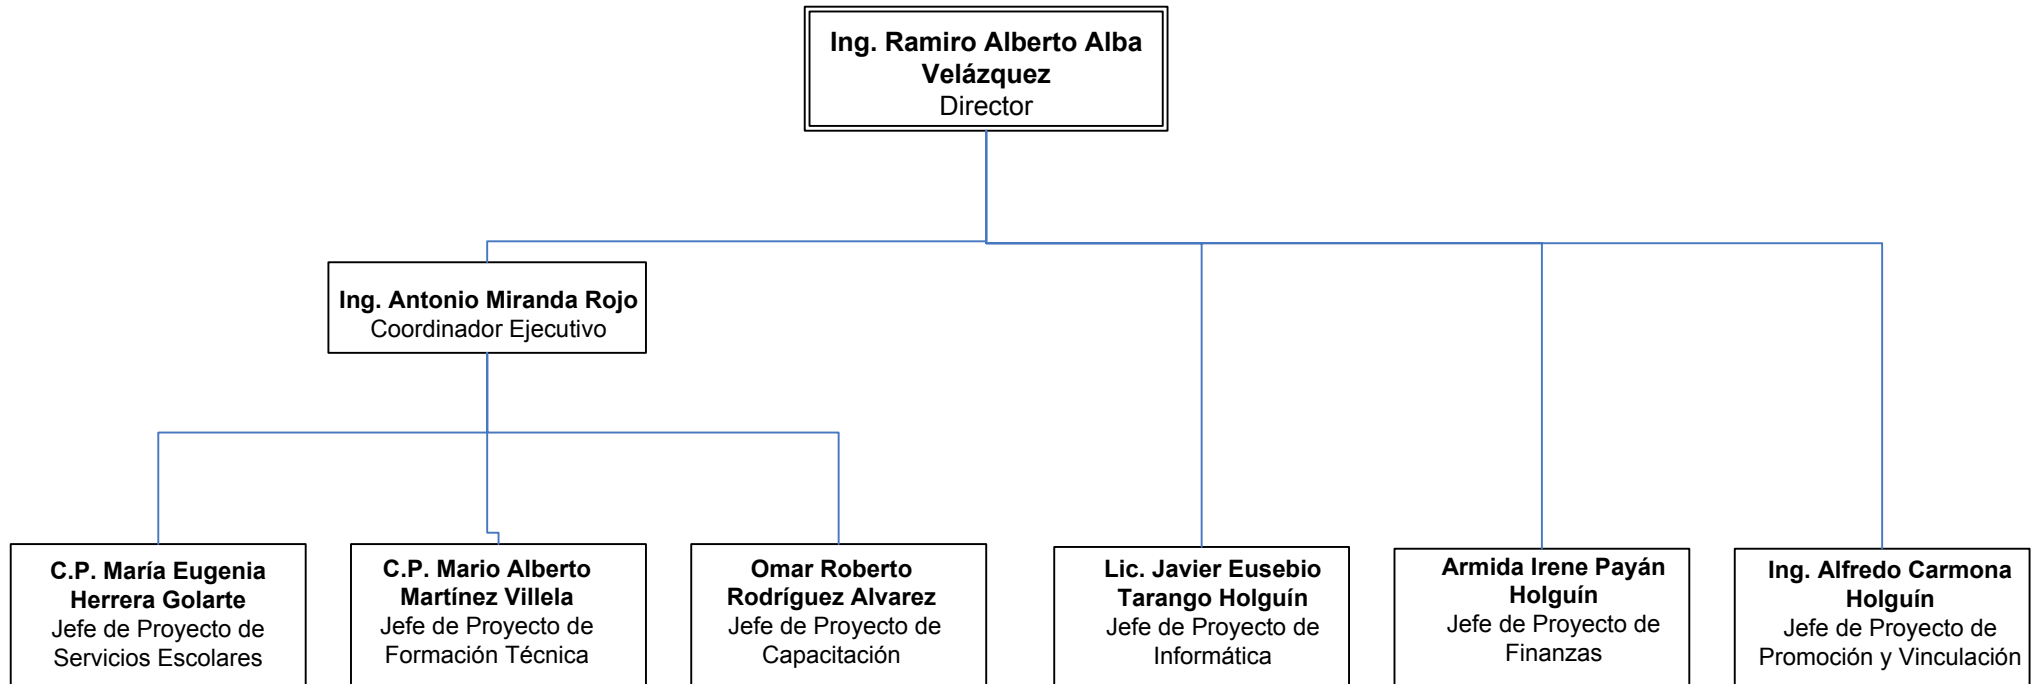 Ing. Ramiro Alberto Alba
Velázquez
Director
Ing. Antonio Miranda Rojo
Coordinador Ejecutivo
C.P. María Eugenia
Herrera Golarte
Jefe de Proyecto de
Servicios Escolares
C.P. Mario Alberto
Martínez Villela
Jefe de Proyecto de
Formación Técnica
Omar Roberto
Rodríguez Alvarez
Jefe de Proyecto de
Capacitación
Lic. Javier Eusebio
Tarango Holguín
Jefe de Proyecto de
Informática
Armida Irene Payán
Holguín
Jefe de Proyecto de
Finanzas
Ing. Alfredo Carmona
Holguín
Jefe de Proyecto de
Promoción y Vinculación